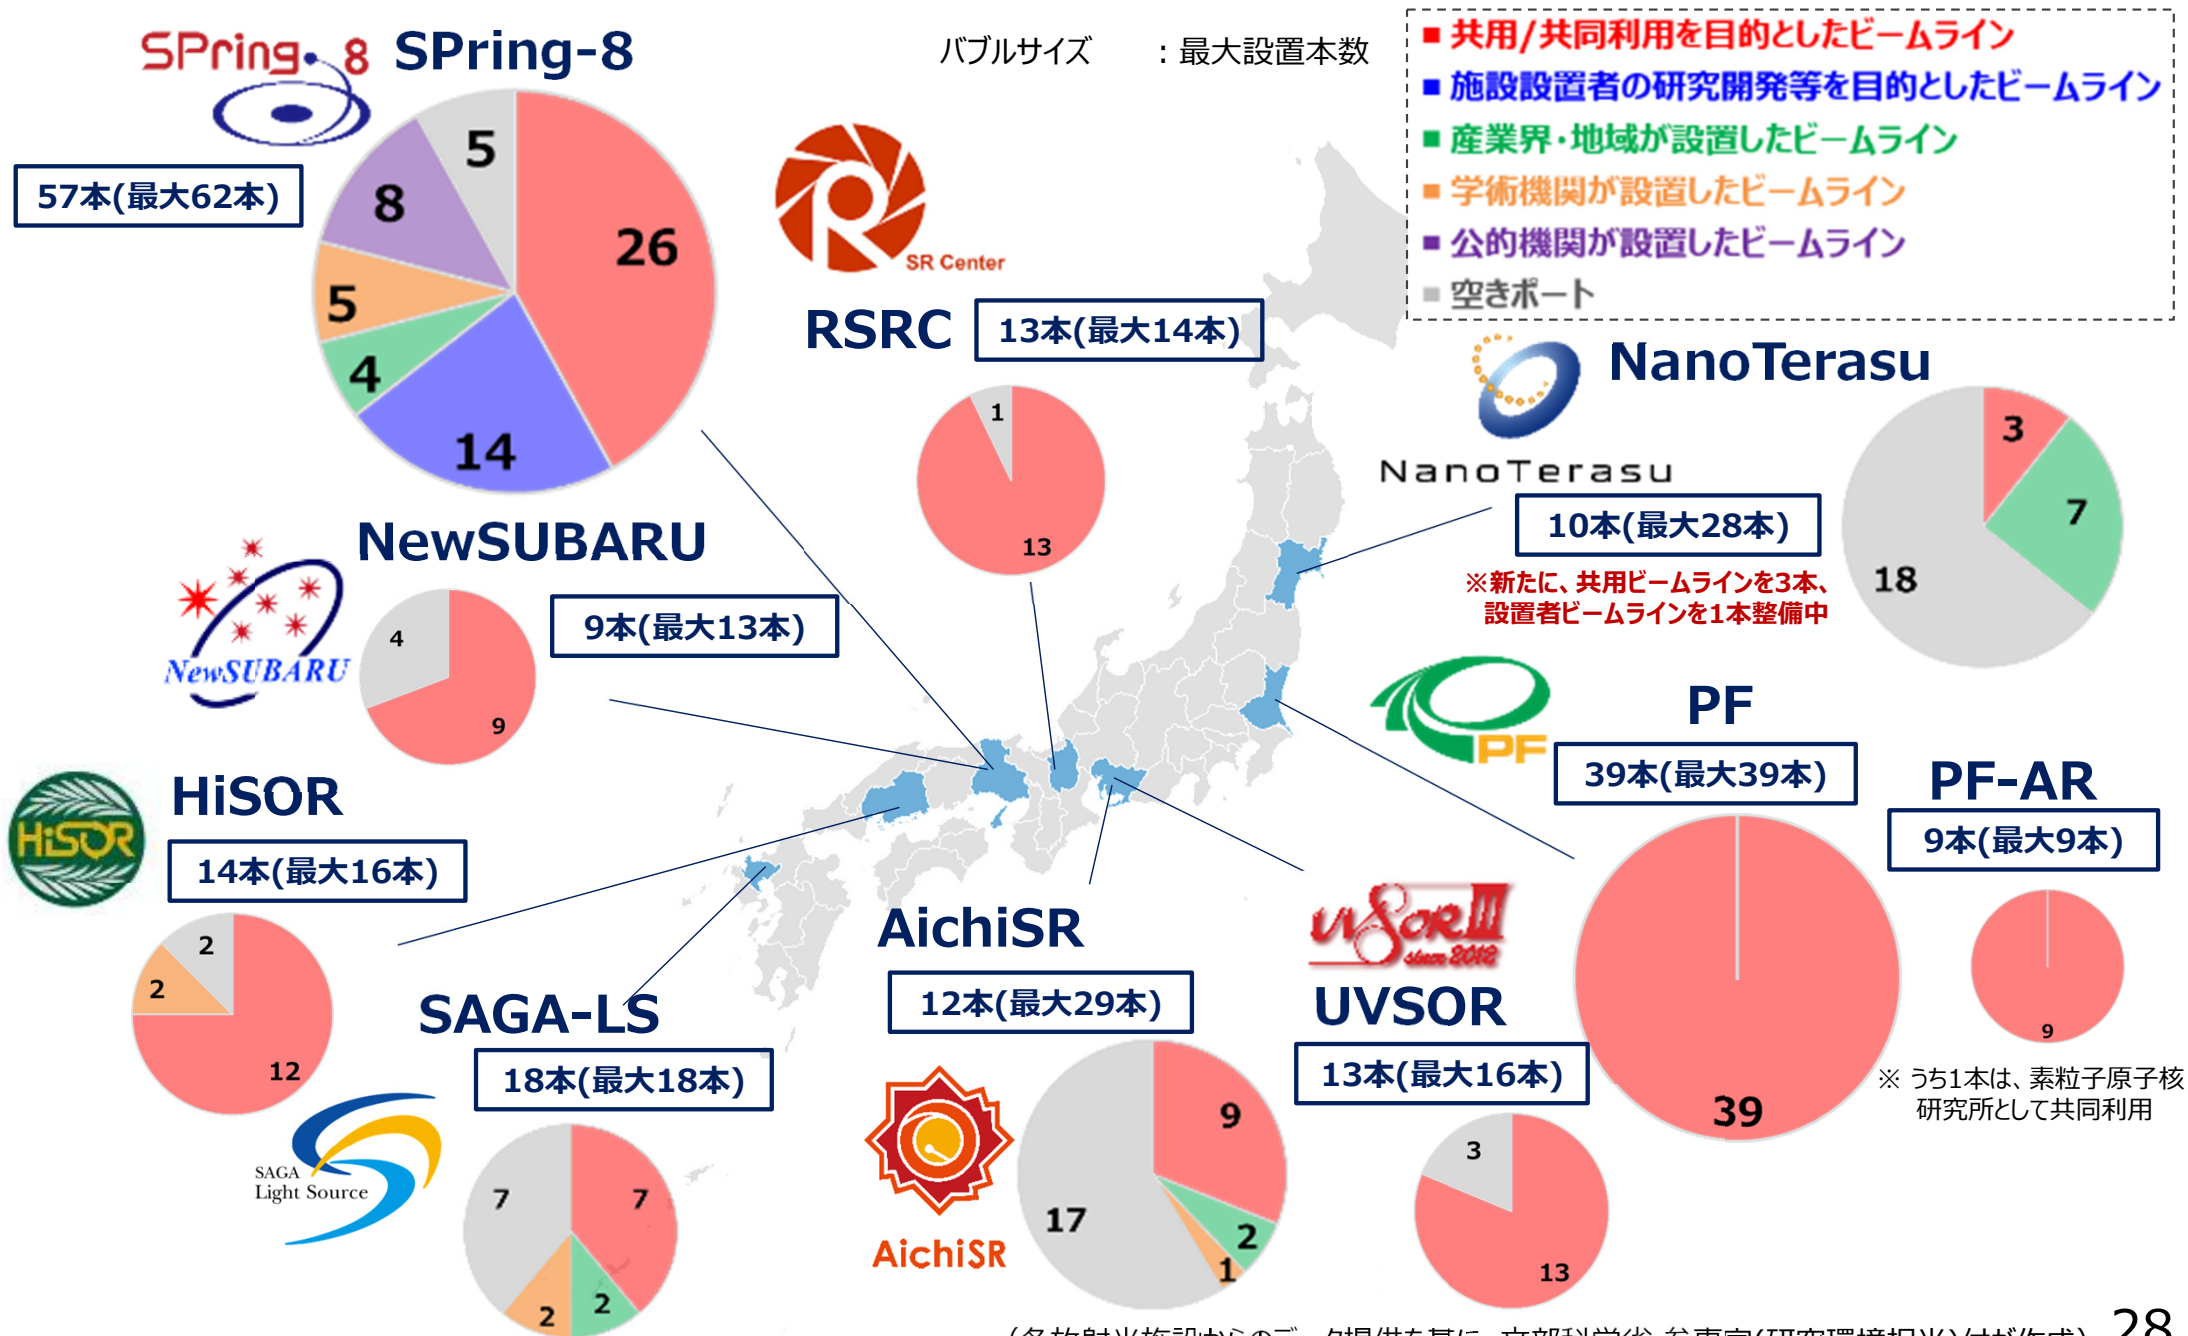 SPring-8
SPring-8
57本(最大62本)
5
8
5
4
14
26
バブルサイズ ：最大設置本数
■ 共用/共同利用を目的としたビームライン
■ 施設設置者の研究開発等を目的としたビームライン
■ 産業界・地域が設置したビームライン
■ 学術機関が設置したビームライン
■ 公的機関が設置したビームライン
■ 空きポート
SR Center
RSRC
13本(最大14本)
1
13
NanoTerasu
NanoTerasu
10本(最大28本)
※新たに、共用ビームラインを3本、
設置者ビームラインを1本整備中
3
7
18
NewSUBARU
NewSUBARU
9本(最大13本)
4
9
PF
PF
39本(最大39本)
39
PF-AR
9本(最大9本)
9
※ うち1本は、素粒子原子核
研究所として共同利用
HiSOR
HiSOR
14本(最大16本)
2
2
12
SAGA-LS
18本(最大18本)
SAGA
Light Source
7
7
2
2
AichiSR
12本(最大29本)
AichiSR
9
2
1
17
UVSOR III
since 2012
UVSOR
13本(最大16本)
3
13
28